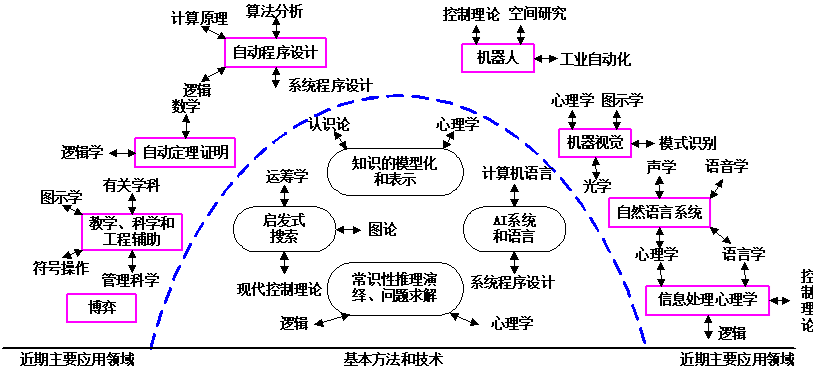 控制理论
空间研究
机器人
工业自动化
算法分析
计算原理
自动程序设计
系统程序设计
逻辑
数学
逻辑学
自动定理证明
有关学科
图示学
教学、科学和
工程辅助
符号操作
管理科学
博弈
认识论
心理学
知识的模型化
和表示
运筹学
启发式
搜索
图论
现代控制理论
计算机语言
AI系统
和语言
系统程序设计
常识性推理演
绎、问题求解
逻辑
心理学
心理学
图示学
机器视觉
模式识别
光学
声学
语音学
自然语言系统
心理学
语言学
信息处理心理学
控制理论
逻辑
近期主要应用领域
基本方法和技术
近期主要应用领域